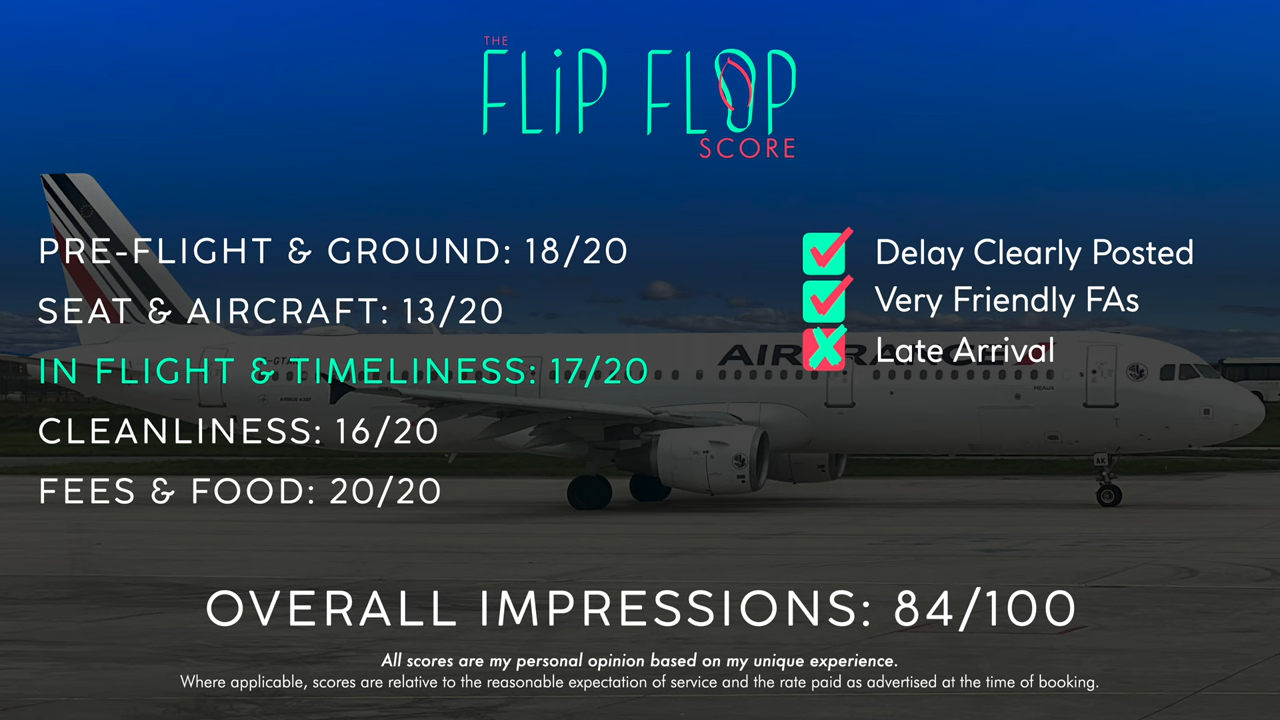 THE
FLiP FLOP
SCORE
PRE-FLIGHT & GROUND: 18/20
SEAT & AIRCRAFT: 13/20
IN FLIGHT & TIMELINESS: 17/20
CLEANLINESS: 16/20
FEES & FOOD: 20/20
Delay Clearly Posted
Very Friendly FAs
Late Arrival
AIRFRANCE
MEAUX
AK
OVERALL IMPRESSIONS: 84/100
All scores are my personal opinion based on my unique experience.
Where applicable, scores are relative to the reasonable expectation of service and the rate paid as advertised at the time of booking.